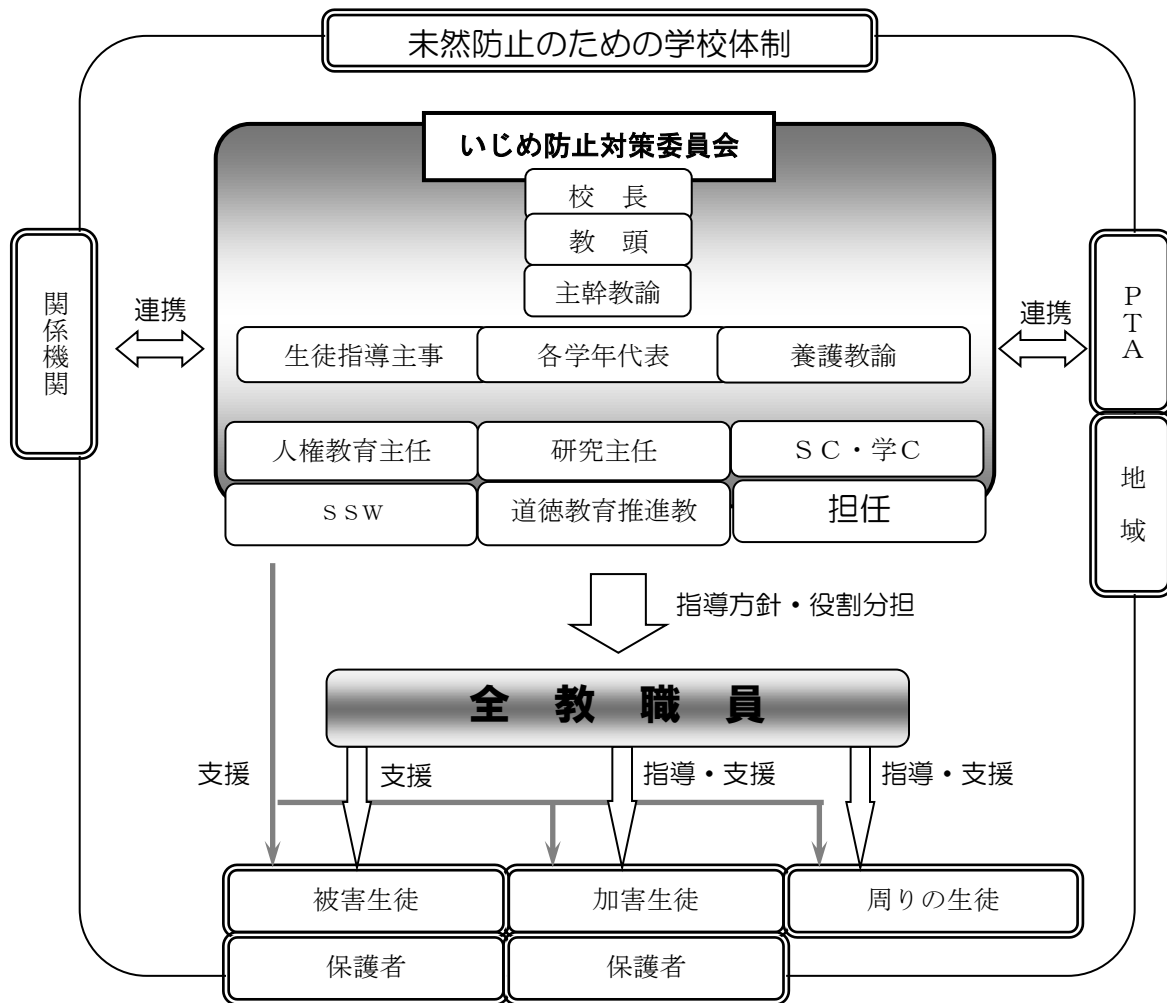 未然防止のための学校体制
いじめ防止対策委員会
校　長
教　頭
主幹教諭
関係機関
連携
連携
ＰＴＡ
生徒指導主事
各学年代表
養護教諭
人権教育主任
研究主任
ＳＣ・学Ｃ
地域
ＳＳＷ
道徳教育推進教
担任
指導方針・役割分担
全　教　職　員
支援
支援
指導・支援
指導・支援
被害生徒
加害生徒
周りの生徒
保護者
保護者